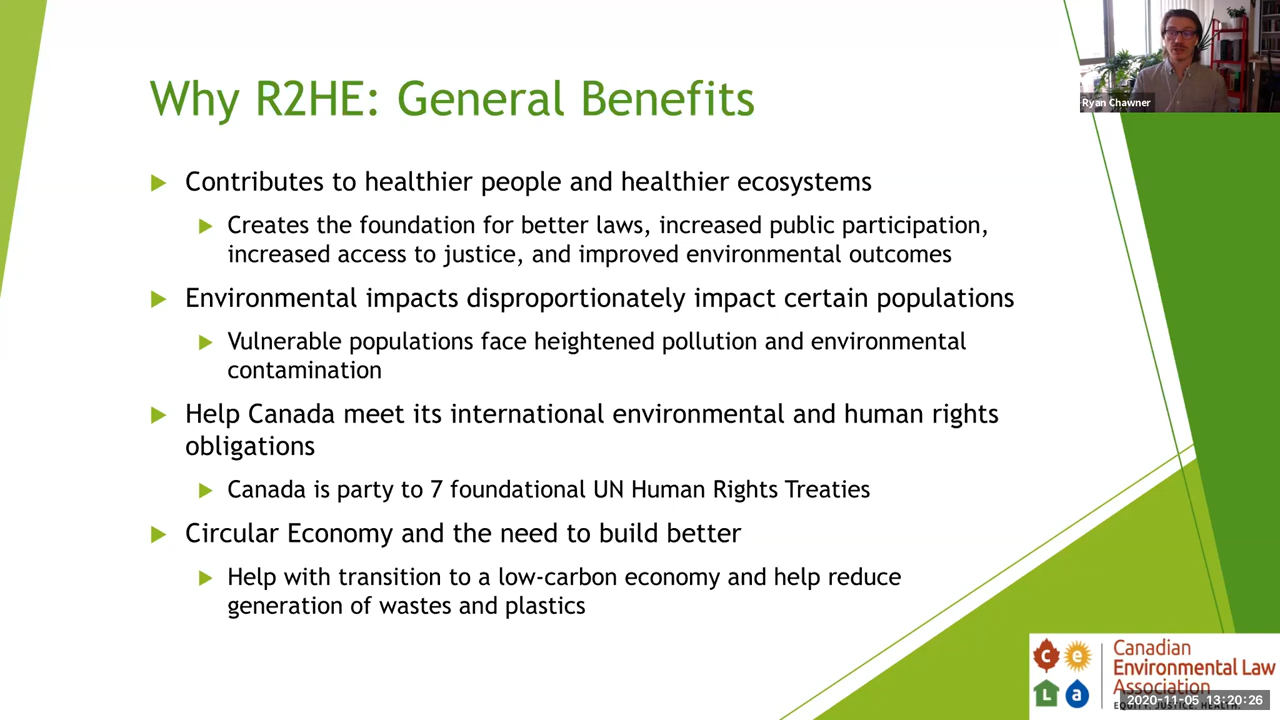 Why R2HE: General Benefits
Ryan Chawner
Contributes to healthier people and healthier ecosystems
Creates the foundation for better laws, increased public participation,
increased access to justice, and improved environmental outcomes
Environmental impacts disproportionately impact certain populations
Vulnerable populations face heightened pollution and environmental
contamination
Help Canada meet its international environmental and human rights
obligations
Canada is party to 7 foundational UN Human Rights Treaties
Circular Economy and the need to build better
Help with transition to a low-carbon economy and help reduce
generation of wastes and plastics
c e
L a
Canadian
Environmental Law
Association
2020-11-05 13:20:26
EQUITY. JUSTICE. HEALTH.